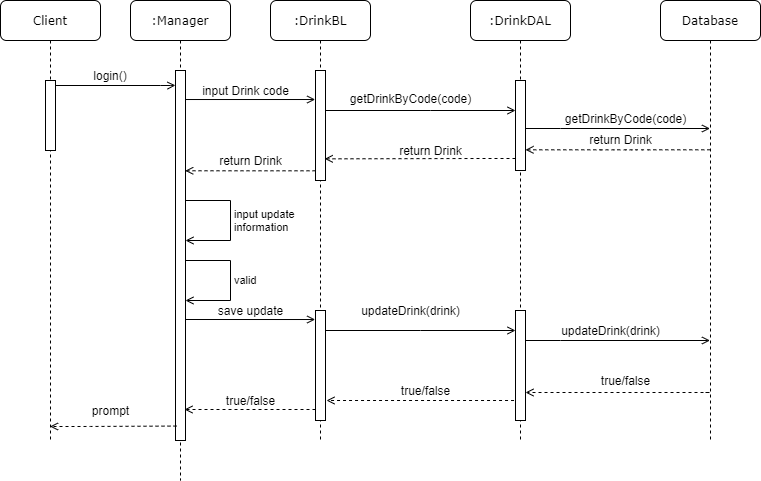 Client
:Manager
:DrinkBL
:DrinkDAL
Database
login()
input Drink code
getDrinkByCode(code)
getDrinkByCode(code)
return Drink
return Drink
return Drink
input update
information
valid
save update
updateDrink(drink)
updateDrink(drink)
true/false
true/false
true/false
prompt